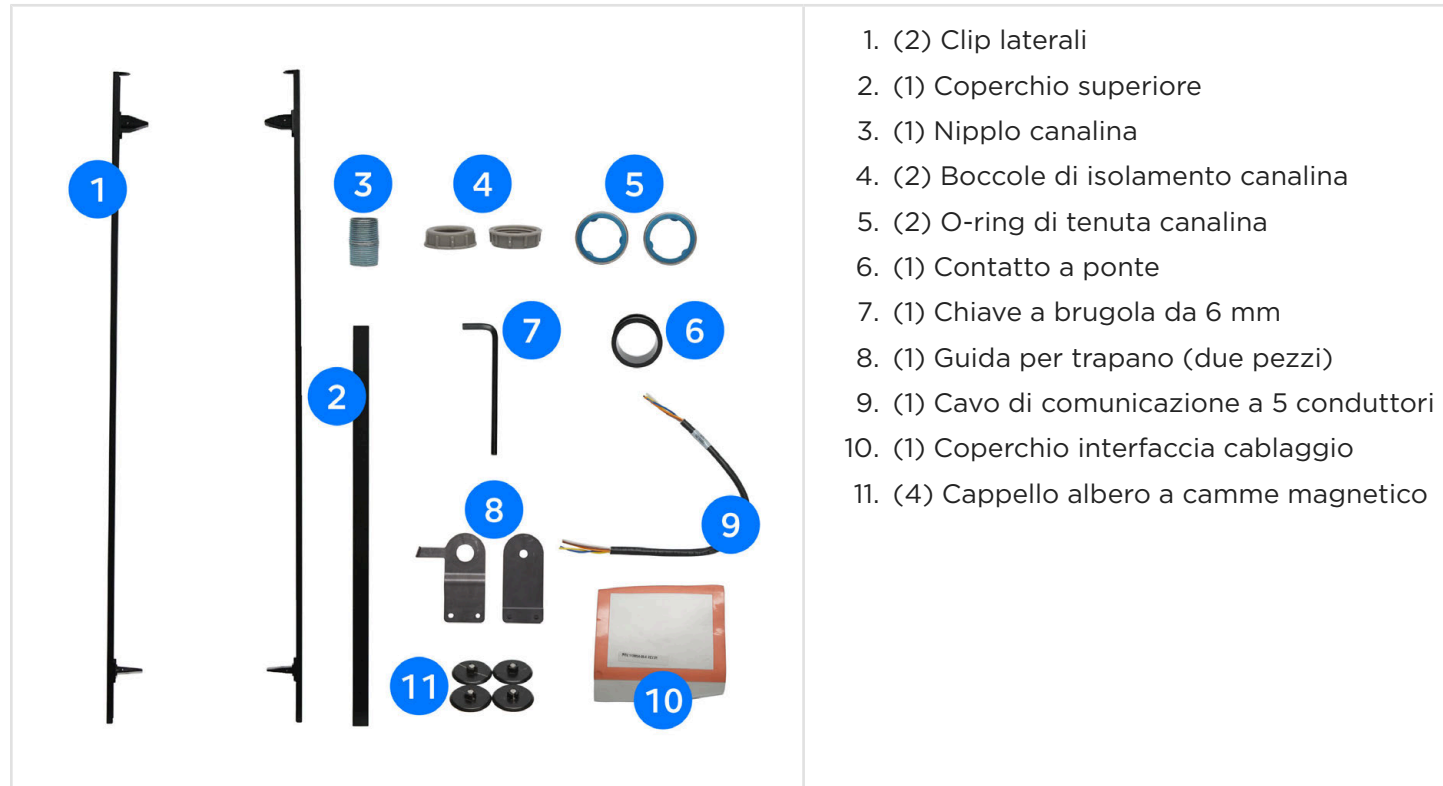 1
2
3
4
5
6
7
8
9
10
11
1. (2) Clip laterali
2. (1) Coperchio superiore
3. (1) Nipplo canalina
4. (2) Boccole di isolamento canalina
5. (2) O-ring di tenuta canalina
6. (1) Contatto a ponte
7. (1) Chiave a brugola da 6 mm
8. (1) Guida per trapano (due pezzi)
9. (1) Cavo di comunicazione a 5 conduttori
10. (1) Coperchio interfaccia cablaggio
11. (4) Cappello albero a camme magnetico